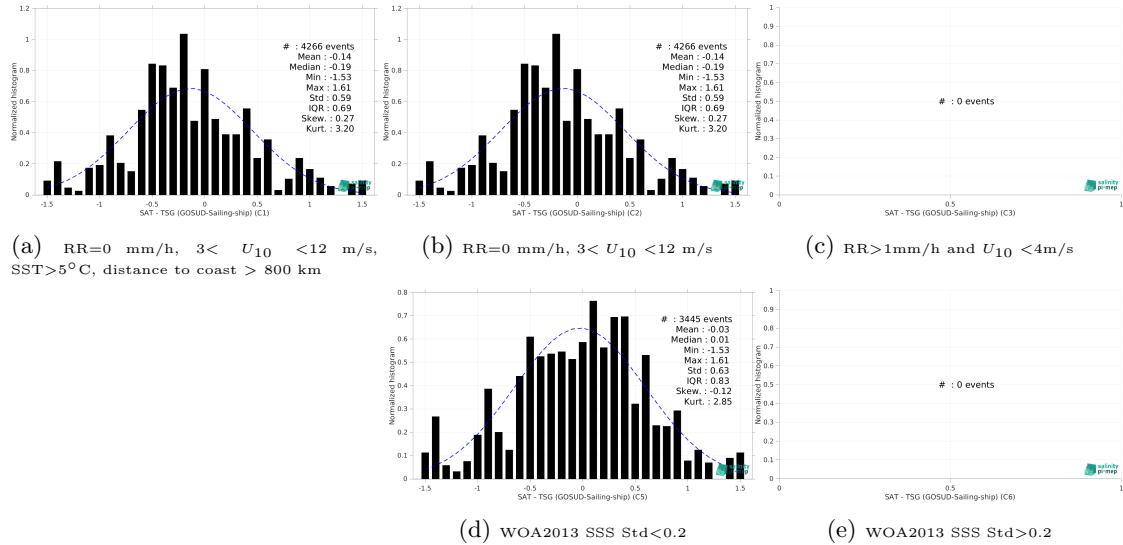 1.2
1
0.8
0.6
0.4
0.2
0
Normalized histogram
# : 4266 events
Mean : -0.14
Median : -0.19
Min : -1.53
Max : 1.61
Std : 0.59
IQR : 0.69
Skew. : 0.27
Kurt. : 3.20
-1.5 -1 -0.5 0 0.5 1 1.5
SAT - TSG (GOSUD-Sailing-ship) (C1)
salinity
pi-mep
(a) RR=0 mm/h, 3< U10 <12 m/s,
SST>5°C, distance to coast > 800 km
1.2
1
0.8
0.6
0.4
0.2
0
Normalized histogram
# : 4266 events
Mean : -0.14
Median : -0.19
Min : -1.53
Max : 1.61
Std : 0.59
IQR : 0.69
Skew. : 0.27
Kurt. : 3.20
-1.5 -1 -0.5 0 0.5 1 1.5
SAT - TSG (GOSUD-Sailing-ship) (C2)
salinity
pi-mep
(b) RR=0 mm/h, 3< U10 <12 m/s
1
0.9
0.8
0.7
0.6
0.5
0.4
0.3
0.2
0.1
0
Normalized histogram
# : 0 events
0 1
SAT - TSG (GOSUD-Sailing-ship) (C3)
salinity
pi-mep
(c) RR>1mm/h and U10 <4m/s
0.8
0.7
0.6
0.5
0.4
0.3
0.2
0.1
0
Normalized histogram
# : 3445 events
Mean : -0.03
Median : 0.01
Min : -1.53
Max : 1.61
Std : 0.63
IQR : 0.83
Skew. : -0.12
Kurt. : 2.85
-1.5 -1 -0.5 0 0.5 1 1.5
SAT - TSG (GOSUD-Sailing-ship) (C5)
salinity
pi-mep
(d) WOA2013 SSS Std<0.2
1
0.9
0.8
0.7
0.6
0.5
0.4
0.3
0.2
0.1
0
Normalized histogram
# : 0 events
0 1
SAT - TSG (GOSUD-Sailing-ship) (C6)
salinity
pi-mep
(e) WOA2013 SSS Std>0.2